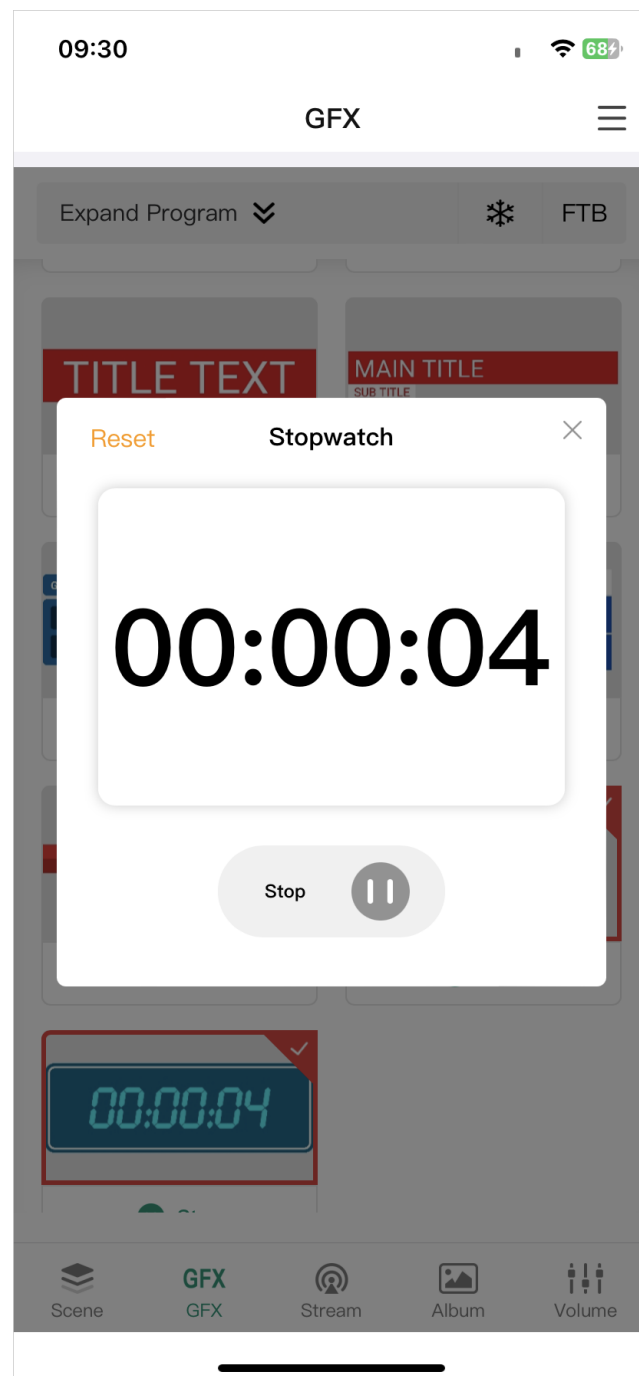 09:30
68
GFX
Expand Program
FTB
TITLE TEXT
MAIN TITLE
SUB TITLE
Reset
Stopwatch
00:00:04
Stop
00:00:04
GFX
Scene
GFX
Stream
Album
Volume